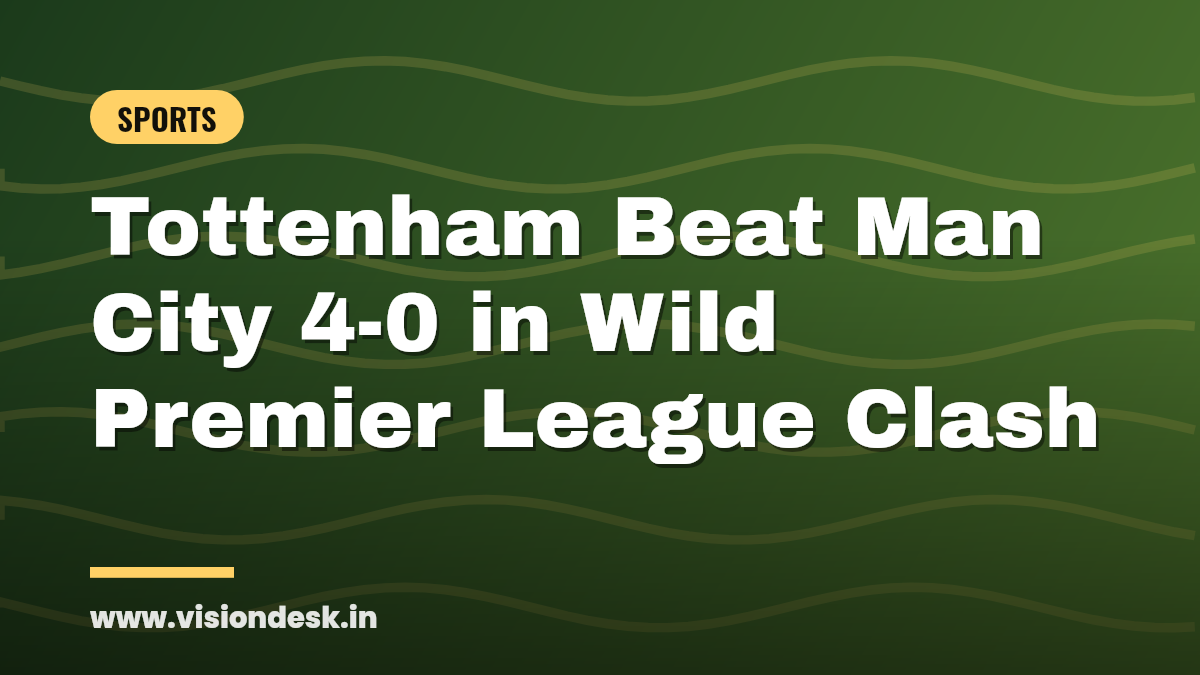 SPORTS
Tottenham Beat Man
City 4-0 in Wild
Premier League Clash
www.visiondesk.in